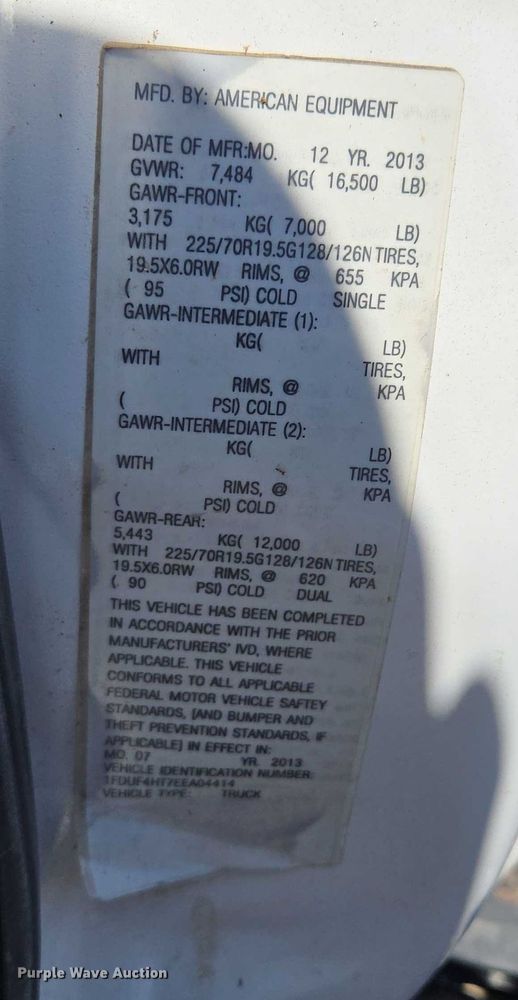 MFD. BY: AMERICAN EQUIPMENT
DATE OF MFR:MO. 12 YR. 2013
GVWR: 7,484 KG( 16,500 LB)
GAWR-FRONT:
3,175 KG( 7,000 LB)
WITH 225/70R19.5G128/126N TIRES,
19.5X6.0RW RIMS, @ 655 KPA
( 95 PSI) COLD SINGLE
GAWR-INTERMEDIATE (1):
KG( LB)
WITH TIRES,
RIMS, @ KPA
( PSI) COLD
GAWR-INTERMEDIATE (2):
KG( LB)
WITH TIRES,
RIMS, @ KPA
( PSI) COLD
GAWR-REAR:
5,443 KG( 12,000 LB)
WITH 225/70R19.5G128/126N TIRES,
19.5X6.0RW RIMS, @ 620 KPA
( 90 PSI) COLD DUAL
THIS VEHICLE HAS BEEN COMPLETED
IN ACCORDANCE WITH THE PRIOR
MANUFACTURERS' IVD, WHERE
APPLICABLE. THIS VEHICLE
CONFORMS TO ALL APPLICABLE
FEDERAL MOTOR VEHICLE SAFTEY
STANDARDS, [AND BUMPER AND
THEFT PREVENTION STANDARDS, IF
APPLICABLE] IN EFFECT IN:
MO. 07 YR. 2013
VEHICLE IDENTIFICATION NUMBER:
1FDUF4HT7EEA04414
VEHICLE TYPE: TRUCK
Purple Wave Auction